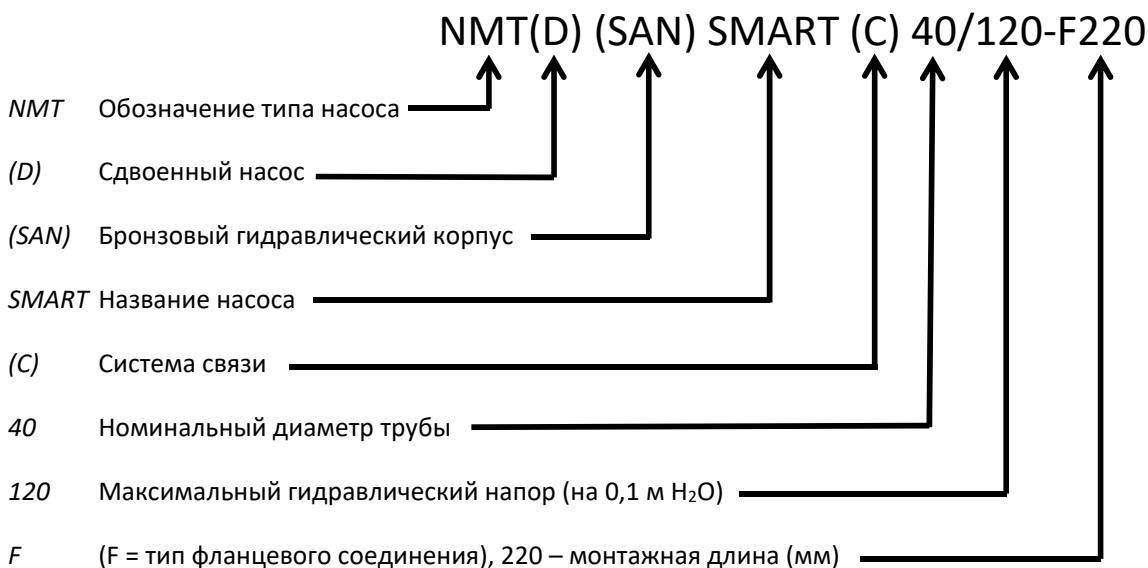 NMT(D) (SAN) SMART (C) 40/120-F220
NMT Обозначение типа насоса
(D) Сдвоенный насос
(SAN) Бронзовый гидравлический корпус
SMART Название насоса
(C) Система связи
40 Номинальный диаметр трубы
120 Максимальный гидравлический напор (на 0,1 м H₂O)
F (F = тип фланцевого соединения), 220 – монтажная длина (мм)